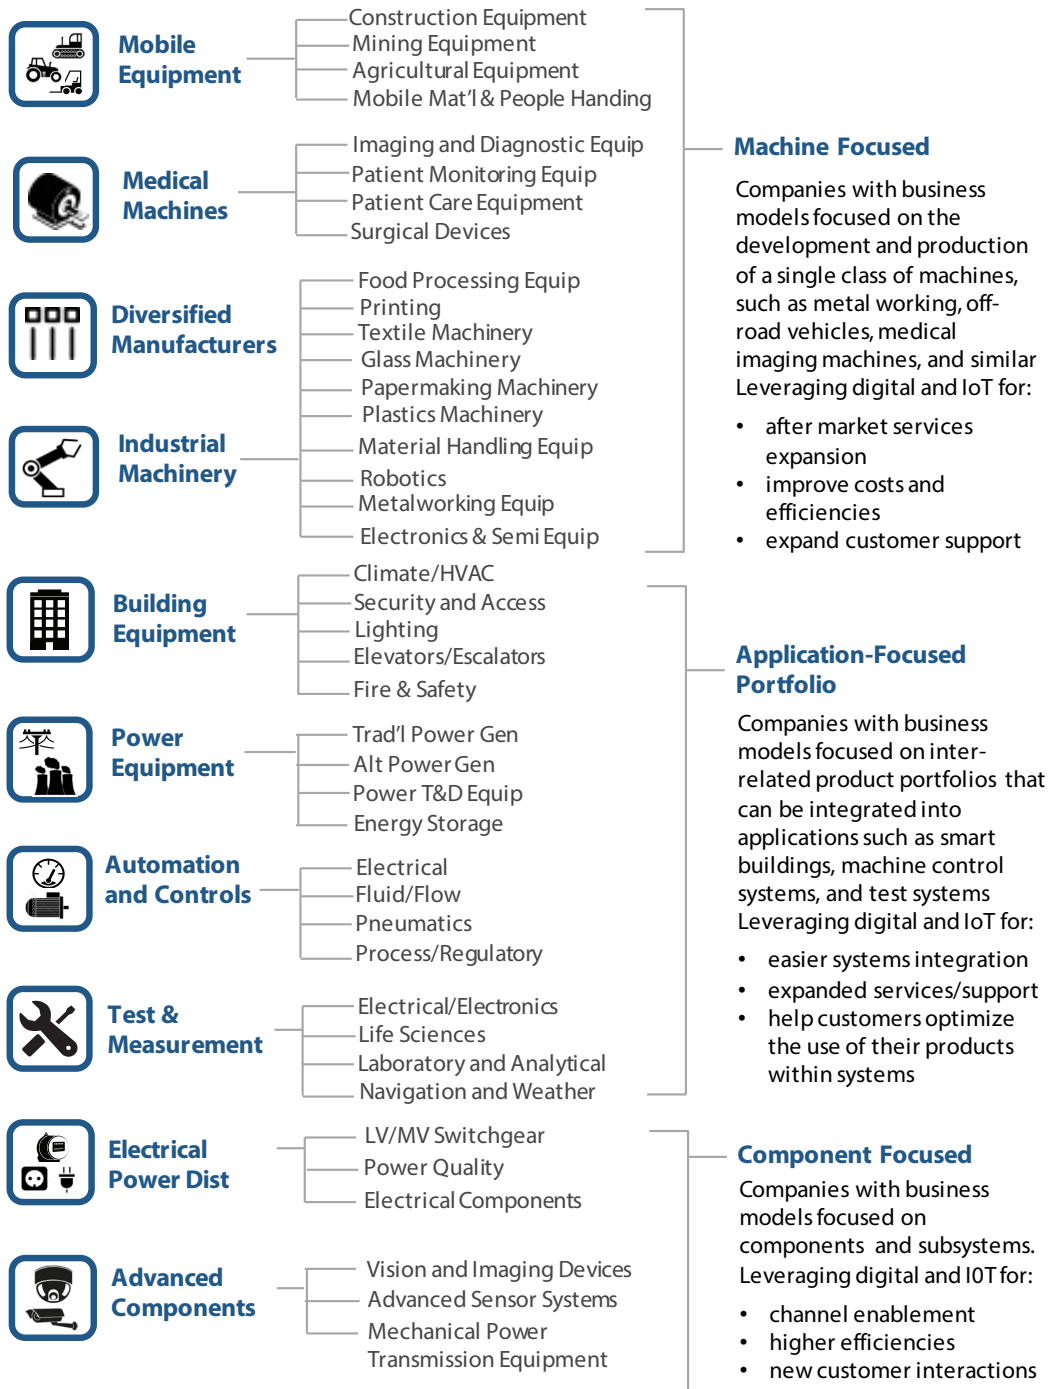 Mobile
Equipment
Construction Equipment
Mining Equipment
Agricultural Equipment
Mobile Mat'l & People Handing
Medical
Machines
Imaging and Diagnostic Equip
Patient Monitoring Equip
Patient Care Equipment
Surgical Devices
Diversified
Manufacturers
Industrial
Machinery
Food Processing Equip
Printing
Textile Machinery
Glass Machinery
Papermaking Machinery
Plastics Machinery
Material Handling Equip
Robotics
Metalworking Equip
Electronics & Semi Equip
Machine Focused
Companies with business
models focused on the
development and production
of a single class of machines,
such as metal working, off-
road vehicles, medical
imaging machines, and similar
Leveraging digital and IoT for:
• after market services
expansion
• improve costs and
efficiencies
• expand customer support
Building
Equipment
Climate/HVAC
Security and Access
Lighting
Elevators/Escalators
Fire & Safety
Power
Equipment
Trad'l Power Gen
Alt Power Gen
Power T&D Equip
Energy Storage
Automation
and Controls
Electrical
Fluid/Flow
Pneumatics
Process/Regulatory
Test &
Measurement
Electrical/Electronics
Life Sciences
Laboratory and Analytical
Navigation and Weather
Application-Focused
Portfolio
Companies with business
models focused on inter-
related product portfolios that
can be integrated into
applications such as smart
buildings, machine control
systems, and test systems
Leveraging digital and IoT for:
• easier systems integration
• expanded services/support
• help customers optimize
the use of their products
within systems
Electrical
Power Dist
LV/MV Switchgear
Power Quality
Electrical Components
Advanced
Components
Vision and Imaging Devices
Advanced Sensor Systems
Mechanical Power
Transmission Equipment
Component Focused
Companies with business
models focused on
components and subsystems.
Leveraging digital and I0T for:
• channel enablement
• higher efficiencies
• new customer interactions